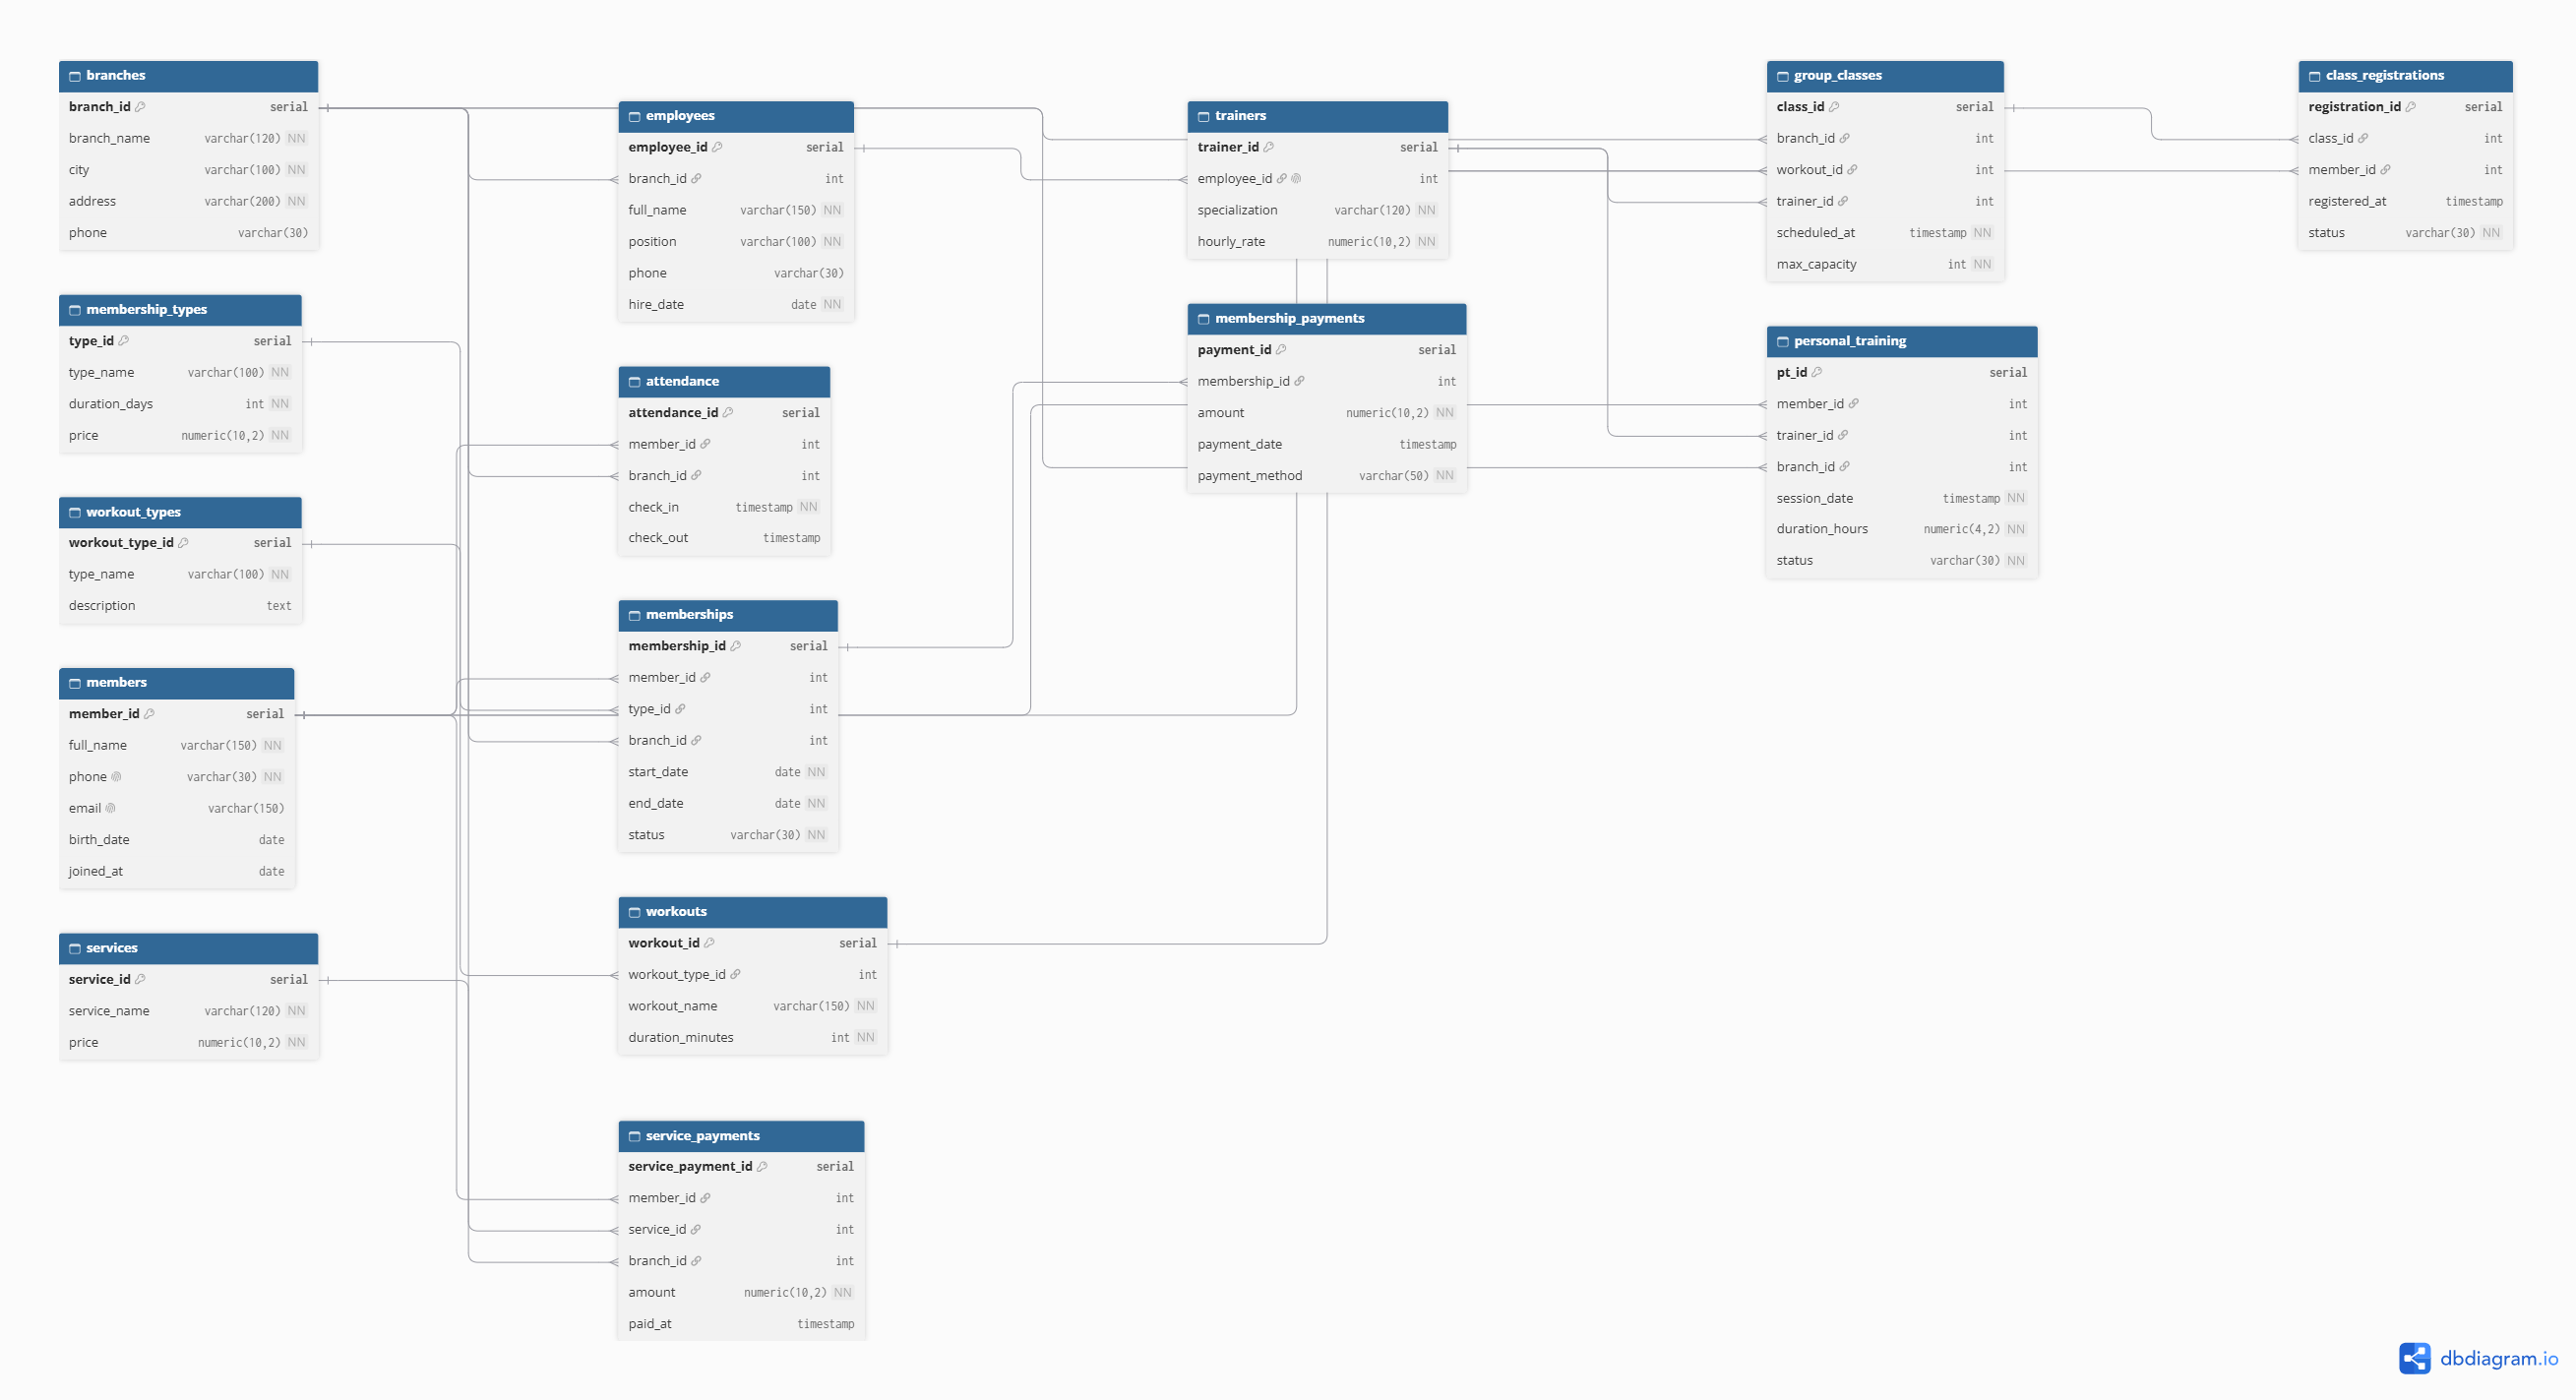 branches
branch_id serial
branch_name varchar(120) NN
city varchar(100) NN
address varchar(200) NN
phone varchar(30)
membership_types
type_id serial
type_name varchar(100) NN
duration_days int NN
price numeric(10,2) NN
workout_types
workout_type_id serial
type_name varchar(100) NN
description text
members
member_id serial
full_name varchar(150) NN
phone varchar(30) NN
email varchar(150)
birth_date date
joined_at date
services
service_id serial
service_name varchar(120) NN
price numeric(10,2) NN
employees
employee_id serial
branch_id int
full_name varchar(150) NN
position varchar(100) NN
phone varchar(30)
hire_date date NN
attendance
attendance_id serial
member_id int
branch_id int
check_in timestamp NN
check_out timestamp
memberships
membership_id serial
member_id int
type_id int
branch_id int
start_date date NN
end_date date NN
status varchar(30) NN
workouts
workout_id serial
workout_type_id int
workout_name varchar(150) NN
duration_minutes int NN
service_payments
service_payment_id serial
member_id int
service_id int
branch_id int
amount numeric(10,2) NN
paid_at timestamp
trainers
trainer_id serial
employee_id int
specialization varchar(120) NN
hourly_rate numeric(10,2) NN
membership_payments
payment_id serial
membership_id int
amount numeric(10,2) NN
payment_date timestamp
payment_method varchar(50) NN
group_classes
class_id serial
branch_id int
workout_id int
trainer_id int
scheduled_at timestamp NN
max_capacity int NN
personal_training
pt_id serial
member_id int
trainer_id int
branch_id int
session_date timestamp NN
duration_hours numeric(4,2) NN
status varchar(30) NN
class_registrations
registration_id serial
class_id int
member_id int
registered_at timestamp
status varchar(30) NN
dbdiagram.io